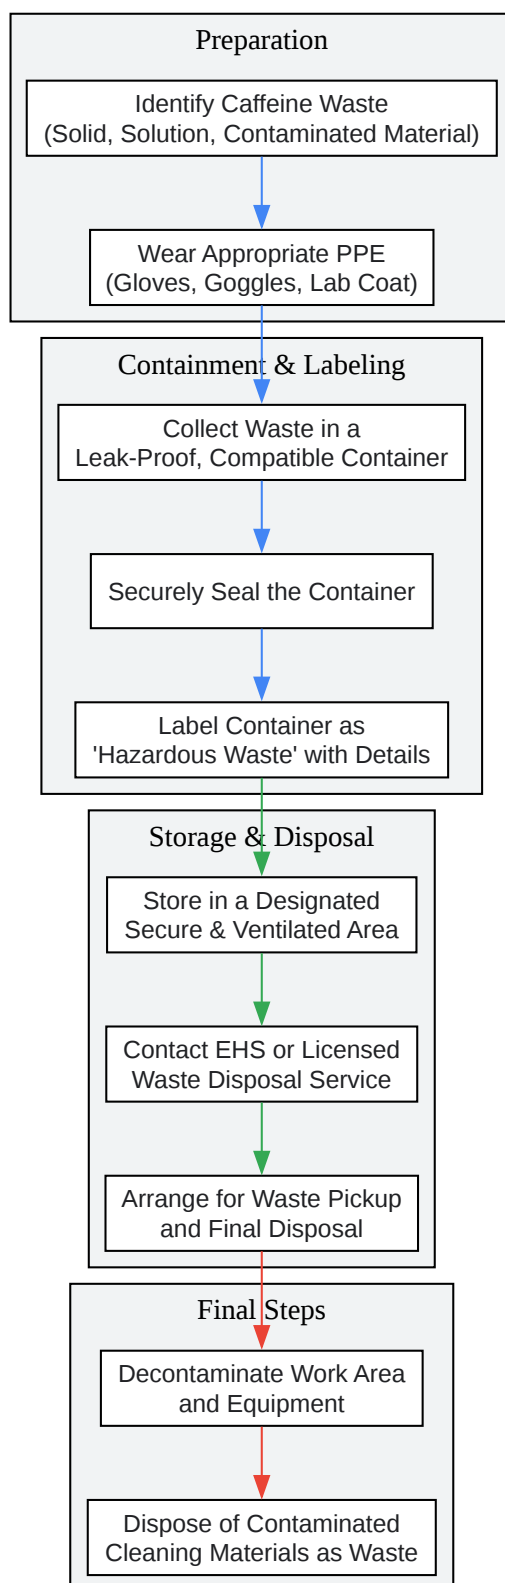 Preparation
Identify Caffeine Waste
(Solid, Solution, Contaminated Material)
Wear Appropriate PPE
(Gloves, Goggles, Lab Coat)
Containment & Labeling
Collect Waste in a
Leak-Proof, Compatible Container
Securely Seal the Container
Label Container as
'Hazardous Waste' with Details
Storage & Disposal
Store in a Designated
Secure & Ventilated Area
Contact EHS or Licensed
Waste Disposal Service
Arrange for Waste Pickup
and Final Disposal
Final Steps
Decontaminate Work Area
and Equipment
Dispose of Contaminated
Cleaning Materials as Waste